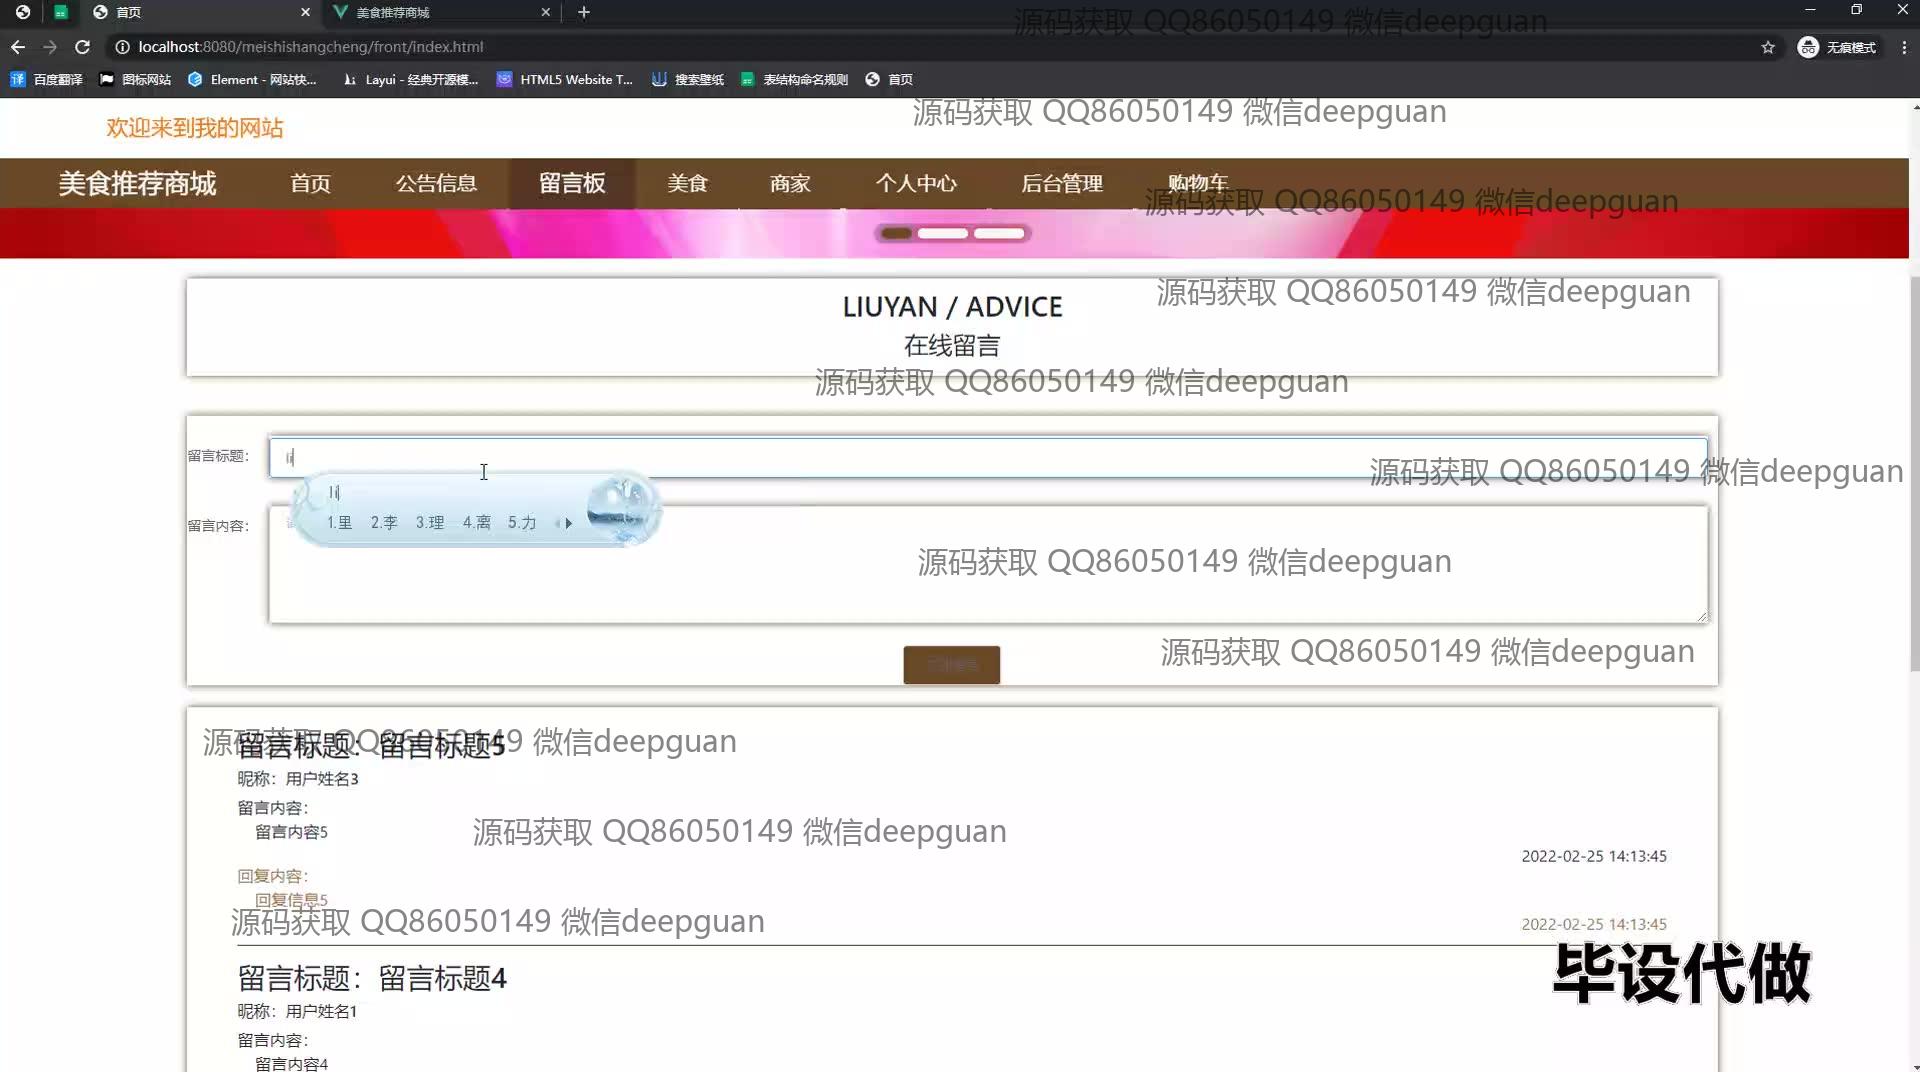 首页
美食推荐商城
源码获取 QQ86050149 微信deepguan
localhost:8080/meishishangcheng/front/index.html
无痕模式
百度翻译
图标网站
Element - 网站快...
Layui - 经典开源模...
HTML5 Website T...
搜索壁纸
表结构命名规则
首页
源码获取 QQ86050149 微信deepguan
欢迎来到我的网站
美食推荐商城
首页
公告信息
留言板
美食
商家
个人中心
后台管理
购物车
源码获取 QQ86050149 微信deepguan
源码获取 QQ86050149 微信deepguan
LIUYAN / ADVICE
在线留言
源码获取 QQ86050149 微信deepguan
留言标题：
li
源码获取 QQ86050149 微信deepguan
li
1.里 2.李 3.理 4.离 5.力
留言内容：
源码获取 QQ86050149 微信deepguan
源码获取 QQ86050149 微信deepguan
源码获取 QQ86050149 微信deepguan
留言标题：留言标题5
昵称：用户姓名3
留言内容：
留言内容5
源码获取 QQ86050149 微信deepguan
2022-02-25 14:13:45
回复内容：
回复信息5
源码获取 QQ86050149 微信deepguan
2022-02-25 14:13:45
毕设代做
留言标题：留言标题4
昵称：用户姓名1
留言内容：
留言内容4